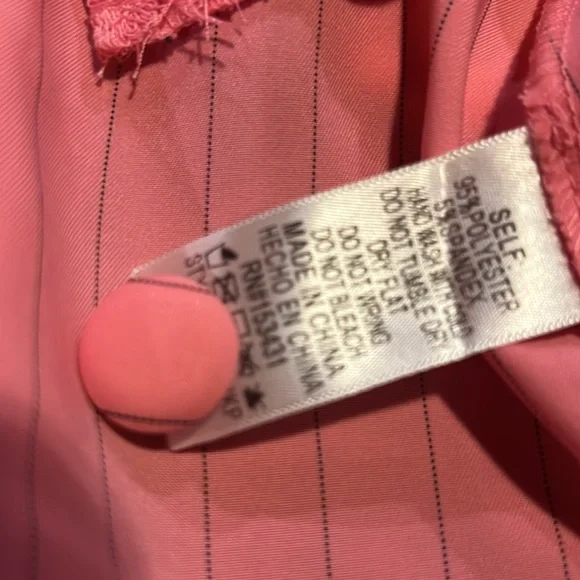 SELF
95%POLYESTER
5%SPANDEX
HAND WASH WITH COLD
DO NOT TUMBLE DRY
DRY FLAT
DO NOT WRING
DO NOT BLEACH
MADE IN CHINA
HECHO EN CHINA
RN#153431